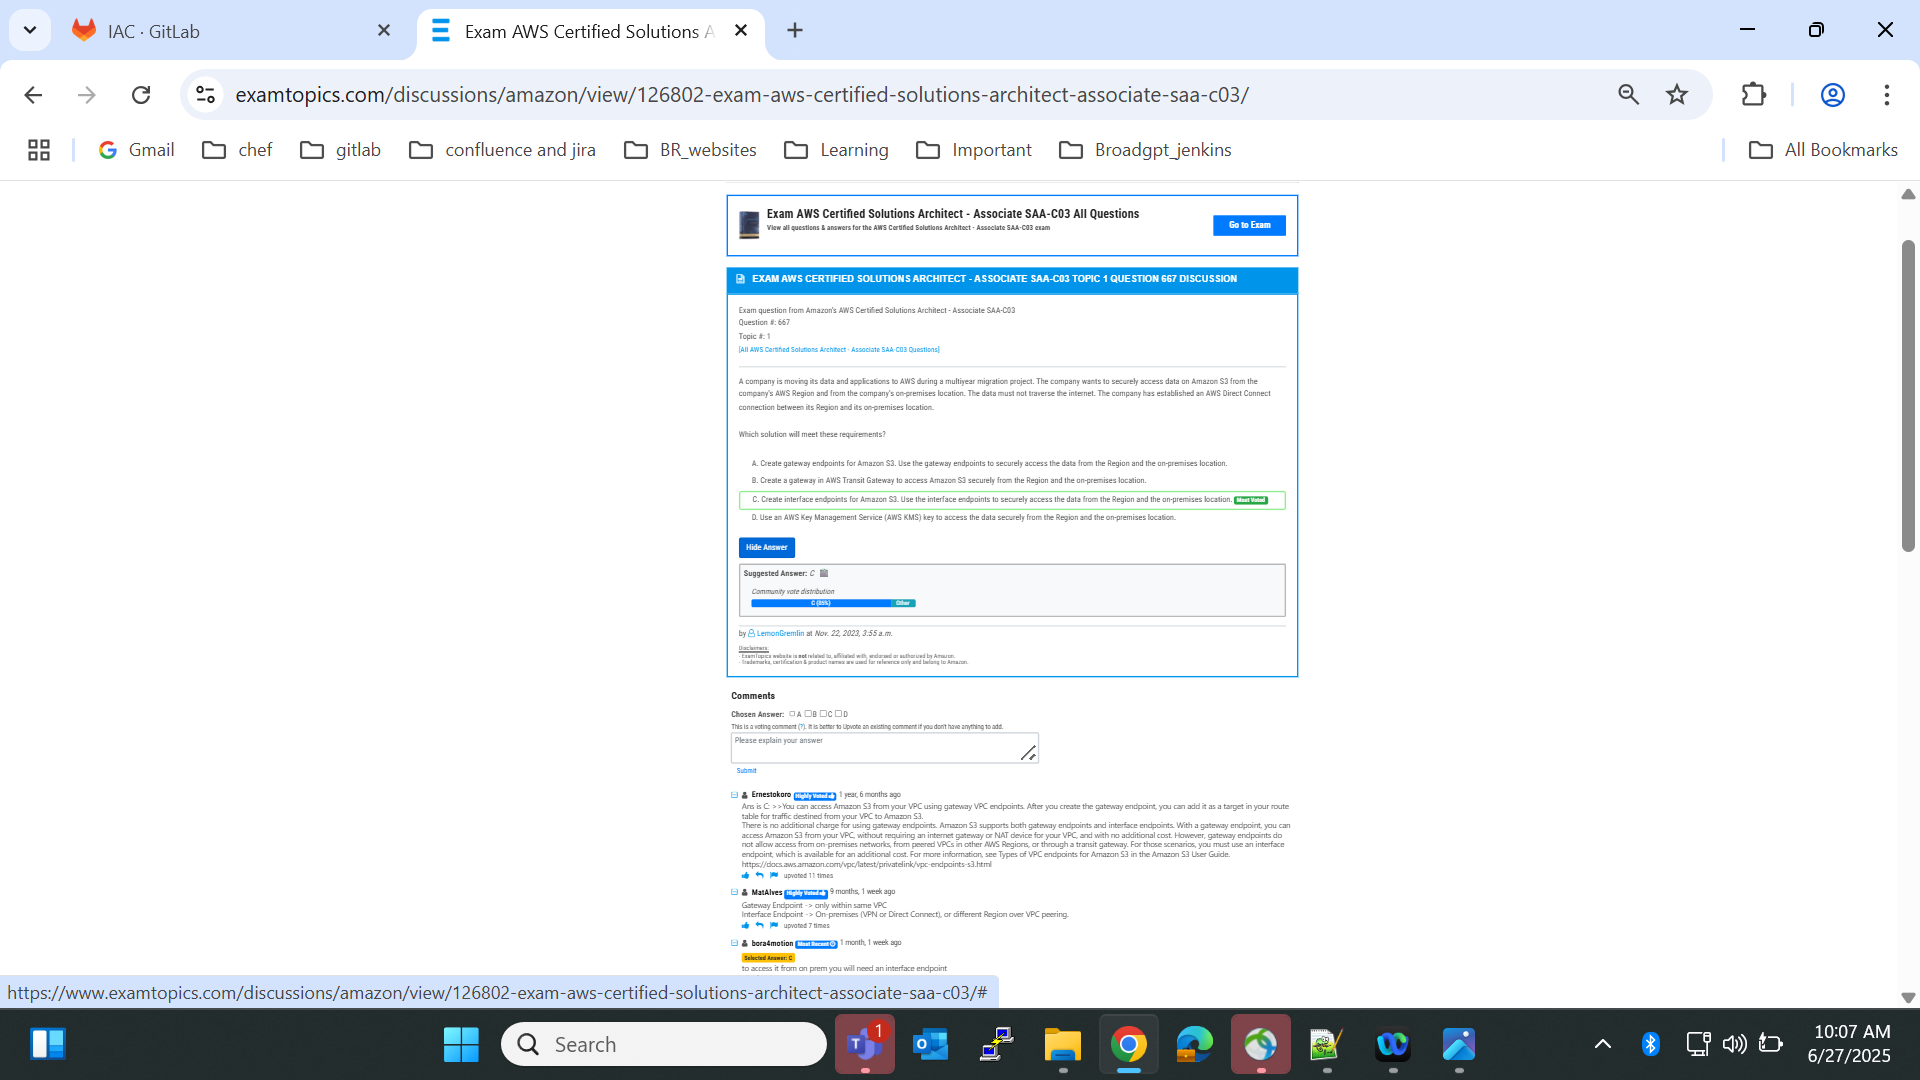 IAC · GitLab
Exam AWS Certified Solutions A
examtopics.com/discussions/amazon/view/126802-exam-aws-certified-solutions-architect-associate-saa-c03/
Gmail chef gitlab confluence and jira BR_websites Learning Important Broadgpt_jenkins All Bookmarks
Exam AWS Certified Solutions Architect - Associate SAA-C03 All Questions
View all questions & answers for the AWS Certified Solutions Architect - Associate SAA-C03 exam
Go to Exam
EXAM AWS CERTIFIED SOLUTIONS ARCHITECT - ASSOCIATE SAA-C03 TOPIC 1 QUESTION 667 DISCUSSION
Exam question from Amazon's AWS Certified Solutions Architect - Associate SAA-C03
Question #: 667
Topic #: 1
[All AWS Certified Solutions Architect - Associate SAA-C03 Questions]
A company is moving its data and applications to AWS during a multiyear migration project. The company wants to securely access data on Amazon S3 from the
company's AWS Region and from the company's on-premises location. The data must not traverse the internet. The company has established an AWS Direct Connect
connection between its Region and its on-premises location.
Which solution will meet these requirements?
A. Create gateway endpoints for Amazon S3. Use the gateway endpoints to securely access the data from the Region and the on-premises location.
B. Create a gateway in AWS Transit Gateway to access Amazon S3 securely from the Region and the on-premises location.
C. Create interface endpoints for Amazon S3. Use the interface endpoints to securely access the data from the Region and the on-premises location. Most Voted
D. Use an AWS Key Management Service (AWS KMS) key to access the data securely from the Region and the on-premises location.
Hide Answer
Suggested Answer: C
Community vote distribution
C (85%) Other
by LemonGremlin at Nov. 22, 2023, 3:55 a.m.
Disclaimers:
- ExamTopics website is not related to, affiliated with, endorsed or authorized by Amazon.
- Trademarks, certification & product names are used for reference only and belong to Amazon.
Comments
Chosen Answer: A B C D
This is a voting comment (?). It is better to Upvote an existing comment if you don't have anything to add.
Please explain your answer
Submit
Ernestokoro Highly Voted 1 year, 6 months ago
Ans is C: >>You can access Amazon S3 from your VPC using gateway VPC endpoints. After you create the gateway endpoint, you can add it as a target in your route
table for traffic destined from your VPC to Amazon S3.
There is no additional charge for using gateway endpoints. Amazon S3 supports both gateway endpoints and interface endpoints. With a gateway endpoint, you can
access Amazon S3 from your VPC, without requiring an internet gateway or NAT device for your VPC, and with no additional cost. However, gateway endpoints do
not allow access from on-premises networks, from peered VPCs in other AWS Regions, or through a transit gateway. For those scenarios, you must use an interface
endpoint, which is available for an additional cost. For more information, see Types of VPC endpoints for Amazon S3 in the Amazon S3 User Guide.
https://docs.aws.amazon.com/vpc/latest/privatelink/vpc-endpoints-s3.html
upvoted 11 times
MatAlves Highly Voted 9 months, 1 week ago
Gateway Endpoint -> only within same VPC
Interface Endpoint -> On-premises (VPN or Direct Connect), or different Region over VPC peering.
upvoted 7 times
bora4motion Most Recent 1 month, 1 week ago
Selected Answer: C
to access it from on prem you will need an interface endpoint
https://www.examtopics.com/discussions/amazon/view/126802-exam-aws-certified-solutions-architect-associate-saa-c03/#
Search
1
10:07 AM
6/27/2025